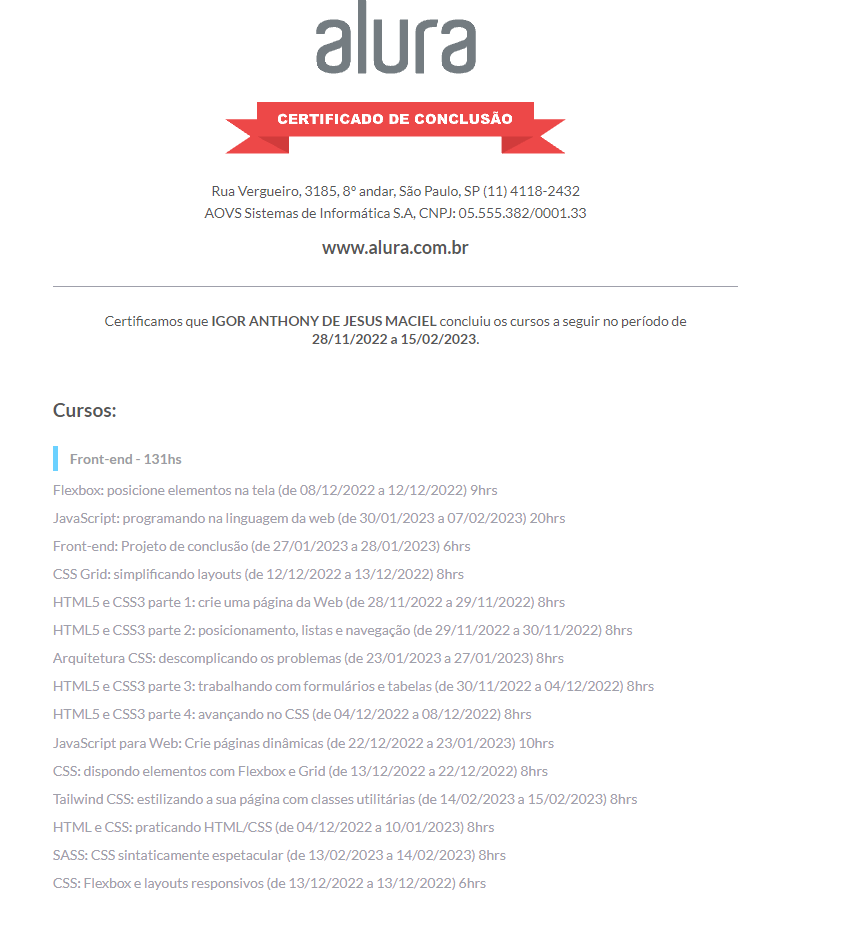 alura
CERTIFICADO DE CONCLUSÃO
Rua Vergueiro, 3185, 8º andar, São Paulo, SP (11) 4118-2432
AOVS Sistemas de Informática S.A, CNPJ: 05.555.382/0001.33
www.alura.com.br
Certificamos que IGOR ANTHONY DE JESUS MACIEL concluiu os cursos a seguir no período de
28/11/2022 a 15/02/2023.
Cursos:
Front-end - 131hs
Flexbox: posicione elementos na tela (de 08/12/2022 a 12/12/2022) 9hrs
JavaScript: programando na linguagem da web (de 30/01/2023 a 07/02/2023) 20hrs
Front-end: Projeto de conclusão (de 27/01/2023 a 28/01/2023) 6hrs
CSS Grid: simplificando layouts (de 12/12/2022 a 13/12/2022) 8hrs
HTML5 e CSS3 parte 1: crie uma página da Web (de 28/11/2022 a 29/11/2022) 8hrs
HTML5 e CSS3 parte 2: posicionamento, listas e navegação (de 29/11/2022 a 30/11/2022) 8hrs
Arquitetura CSS: descomplicando os problemas (de 23/01/2023 a 27/01/2023) 8hrs
HTML5 e CSS3 parte 3: trabalhando com formulários e tabelas (de 30/11/2022 a 04/12/2022) 8hrs
HTML5 e CSS3 parte 4: avançando no CSS (de 04/12/2022 a 08/12/2022) 8hrs
JavaScript para Web: Crie páginas dinâmicas (de 22/12/2022 a 23/01/2023) 10hrs
CSS: dispondo elementos com Flexbox e Grid (de 13/12/2022 a 22/12/2022) 8hrs
Tailwind CSS: estilizando a sua página com classes utilitárias (de 14/02/2023 a 15/02/2023) 8hrs
HTML e CSS: praticando HTML/CSS (de 04/12/2022 a 10/01/2023) 8hrs
SASS: CSS sintaticamente espetacular (de 13/02/2023 a 14/02/2023) 8hrs
CSS: Flexbox e layouts responsivos (de 13/12/2022 a 13/12/2022) 6hrs